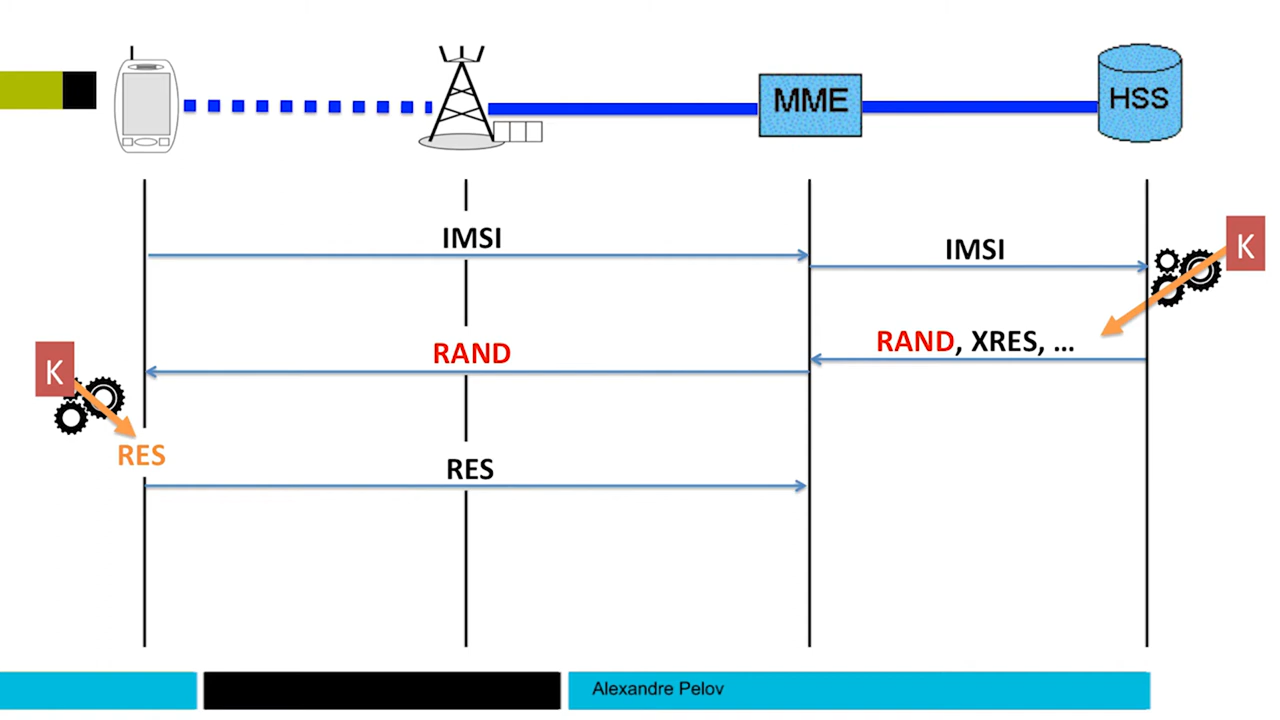 MME
HSS
IMSI
IMSI
K
RAND, XRES, ...
RAND
K
RES
RES
Alexandre Pelov